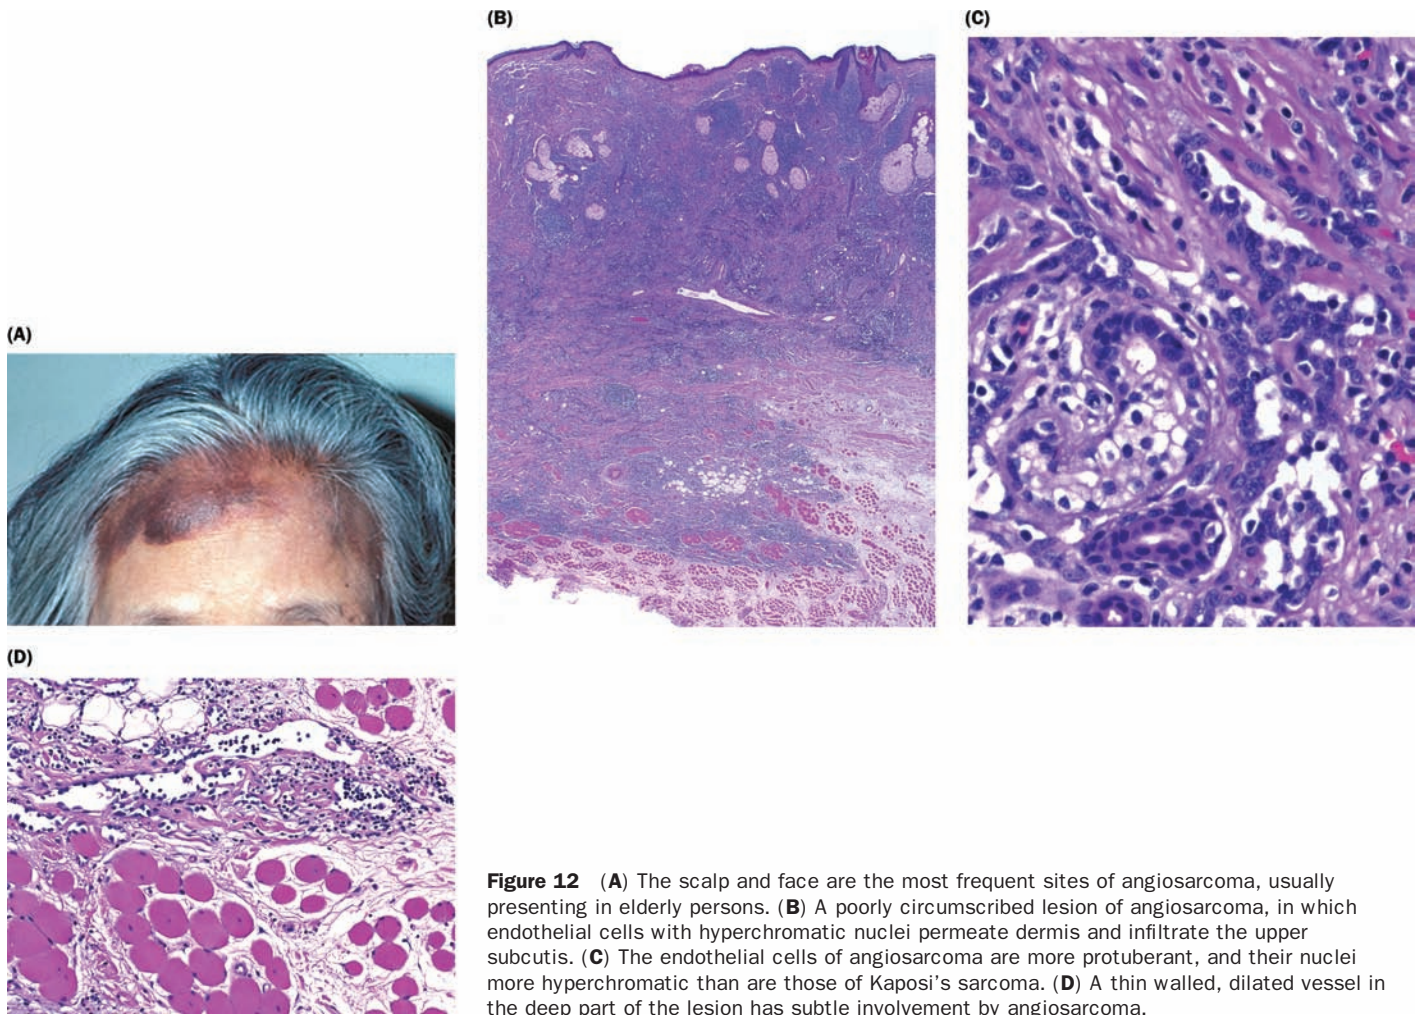 (B)
(C)
(A)
(D)
Figure 12 (A) The scalp and face are the most frequent sites of angiosarcoma, usually
presenting in elderly persons. (B) A poorly circumscribed lesion of angiosarcoma, in which
endothelial cells with hyperchromatic nuclei permeate dermis and infiltrate the upper
subcutis. (C) The endothelial cells of angiosarcoma are more protuberant, and their nuclei
more hyperchromatic than are those of Kaposi's sarcoma. (D) A thin walled, dilated vessel in
the deep part of the lesion has subtle involvement by angiosarcoma.